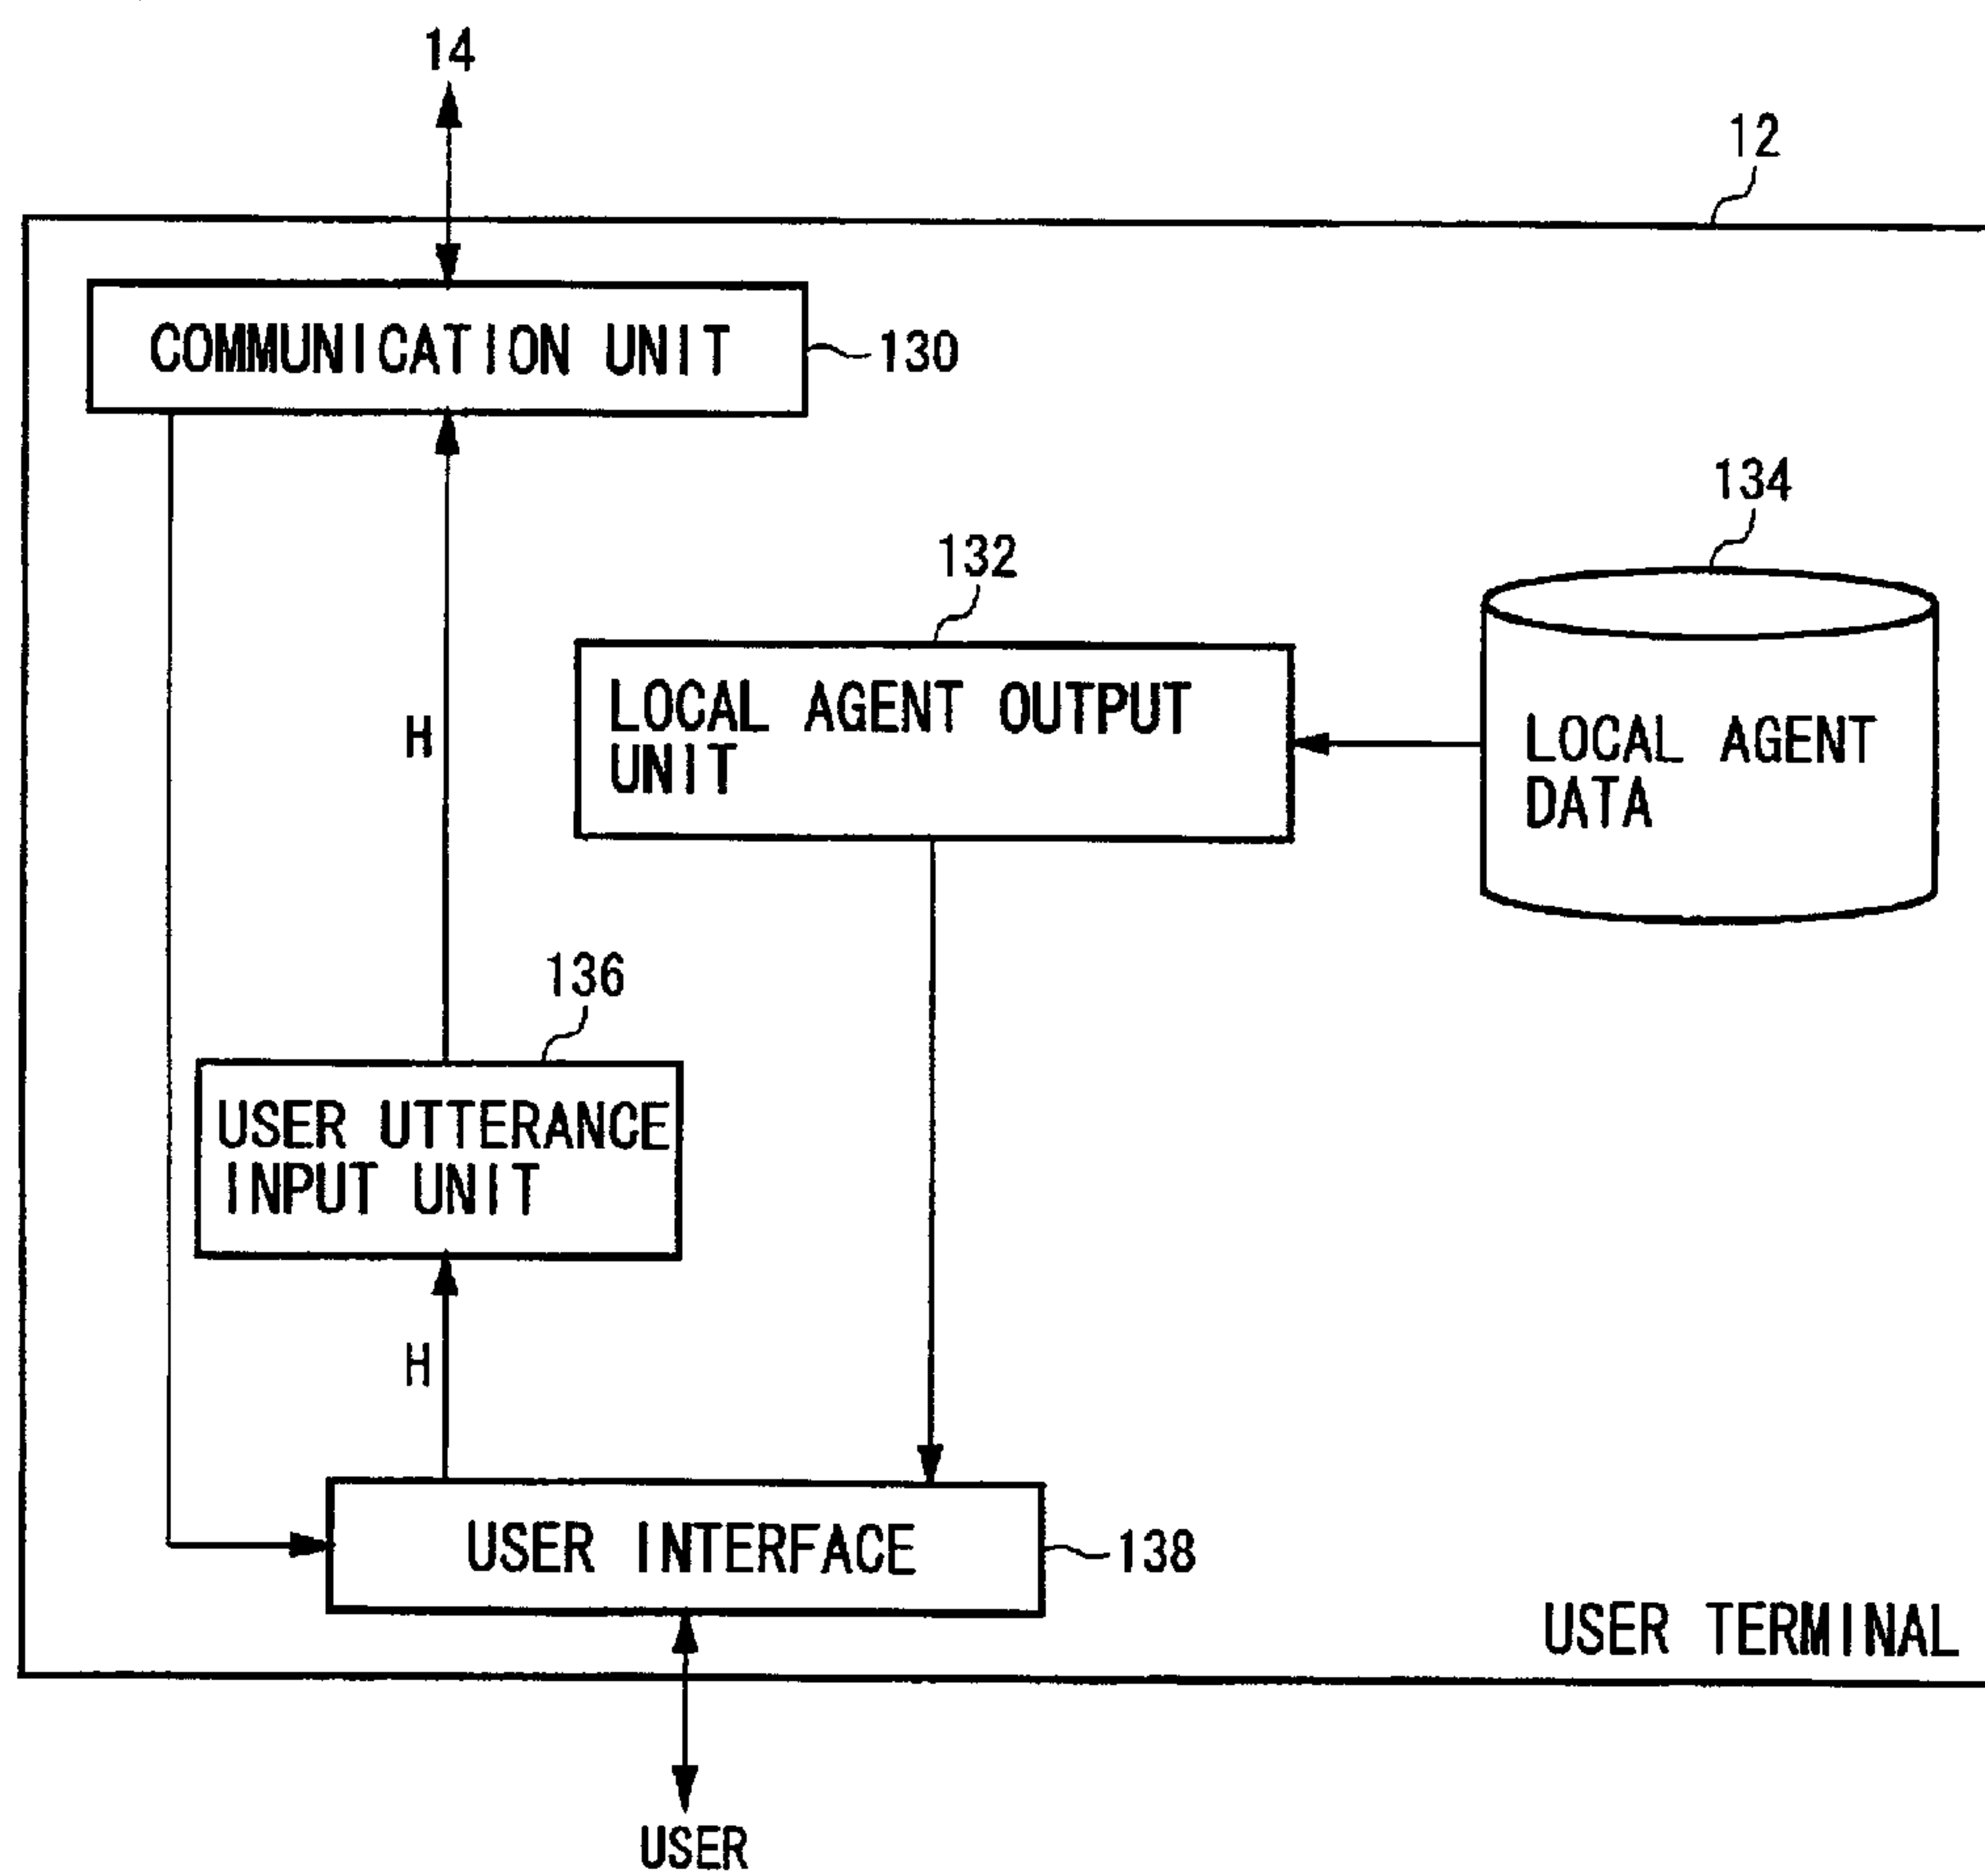 14
12
COMMUNICATION UNIT
130
134
132
LOCAL AGENT OUTPUT
UNIT
LOCAL AGENT
DATA
H
136
USER UTTERANCE
INPUT UNIT
H
USER INTERFACE
138
USER TERMINAL
USER